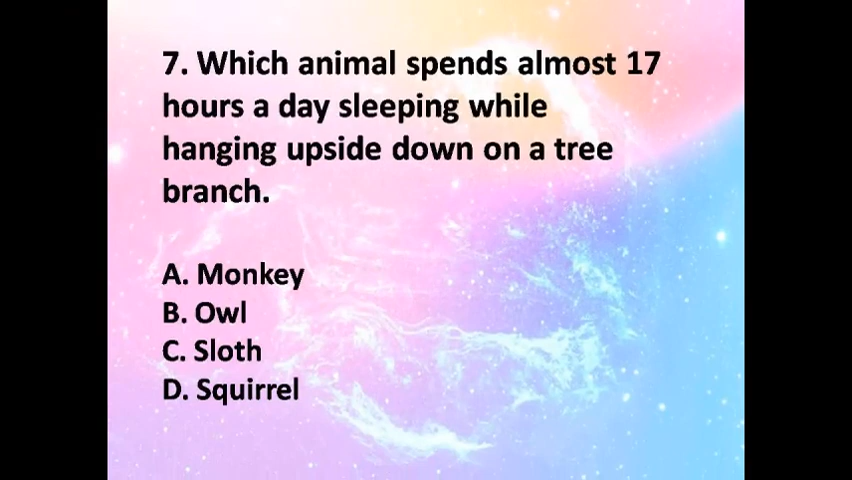 7. Which animal spends almost 17
hours a day sleeping while
hanging upside down on a tree
branch.
A. Monkey
B. Owl
C. Sloth
D. Squirrel